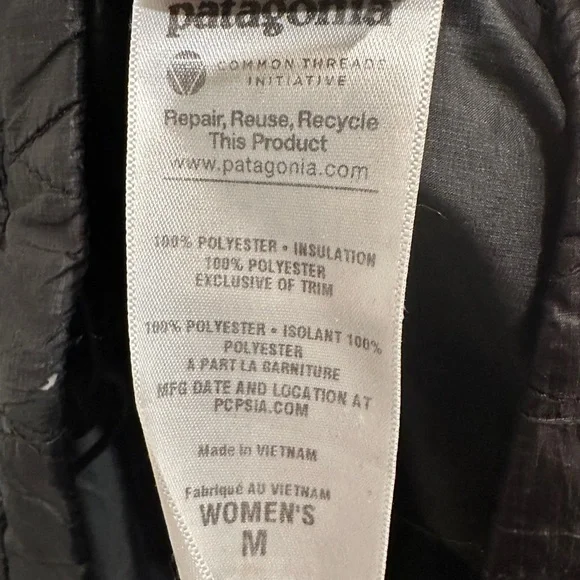 patagonia
COMMON THREADS
INITIATIVE
Repair, Reuse, Recycle
This Product
www.patagonia.com
100% POLYESTER • INSULATION
100% POLYESTER
EXCLUSIVE OF TRIM
100% POLYESTER • ISOLANT 100%
POLYESTER
A PART LA GARNITURE
MFG DATE AND LOCATION AT
PCPSIA.COM
Made in VIETNAM
Fabriqué AU VIETNAM
WOMEN'S
M